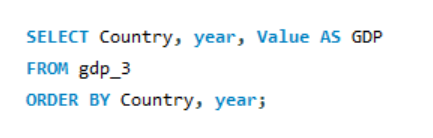 SELECT Country, year, Value AS GDP
FROM gdp_3
ORDER BY Country, year;